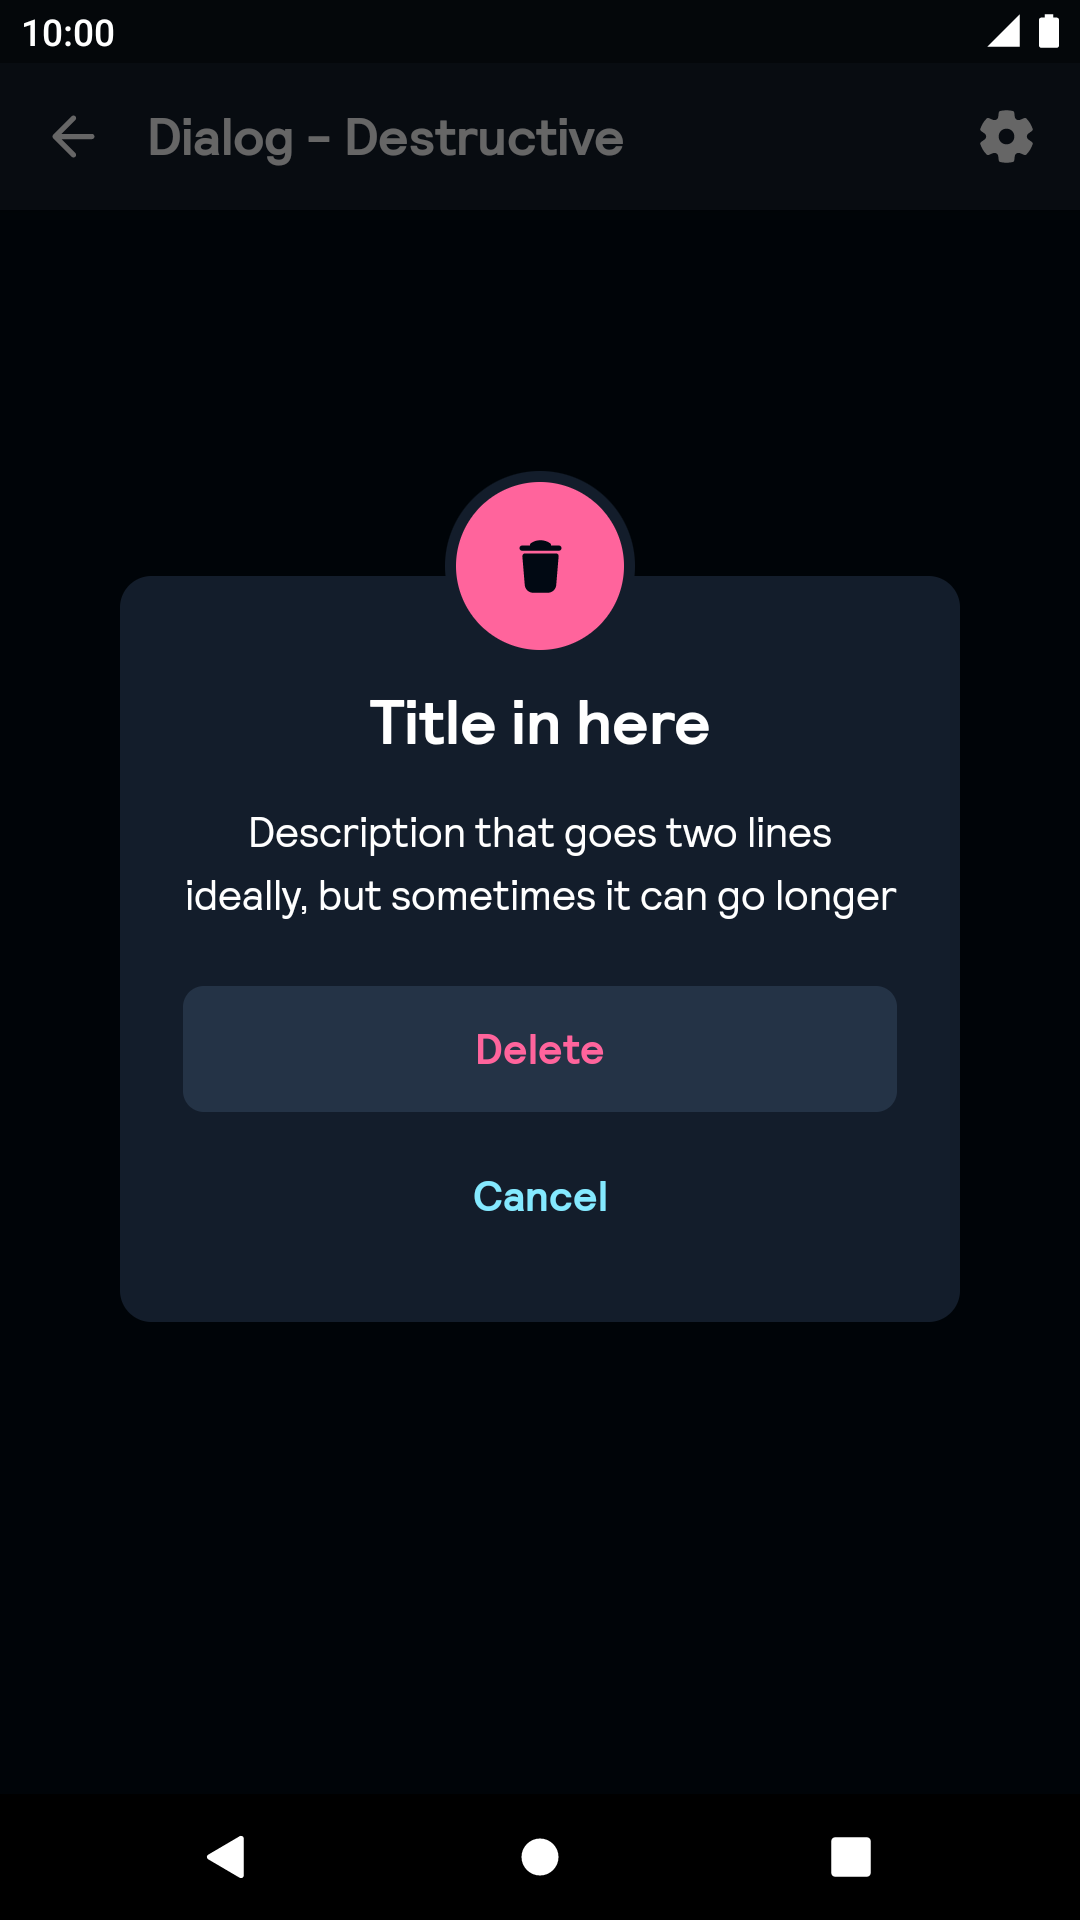 10:00
Dialog - Destructive
Title in here
Description that goes two lines
ideally, but sometimes it can go longer
Delete
Cancel